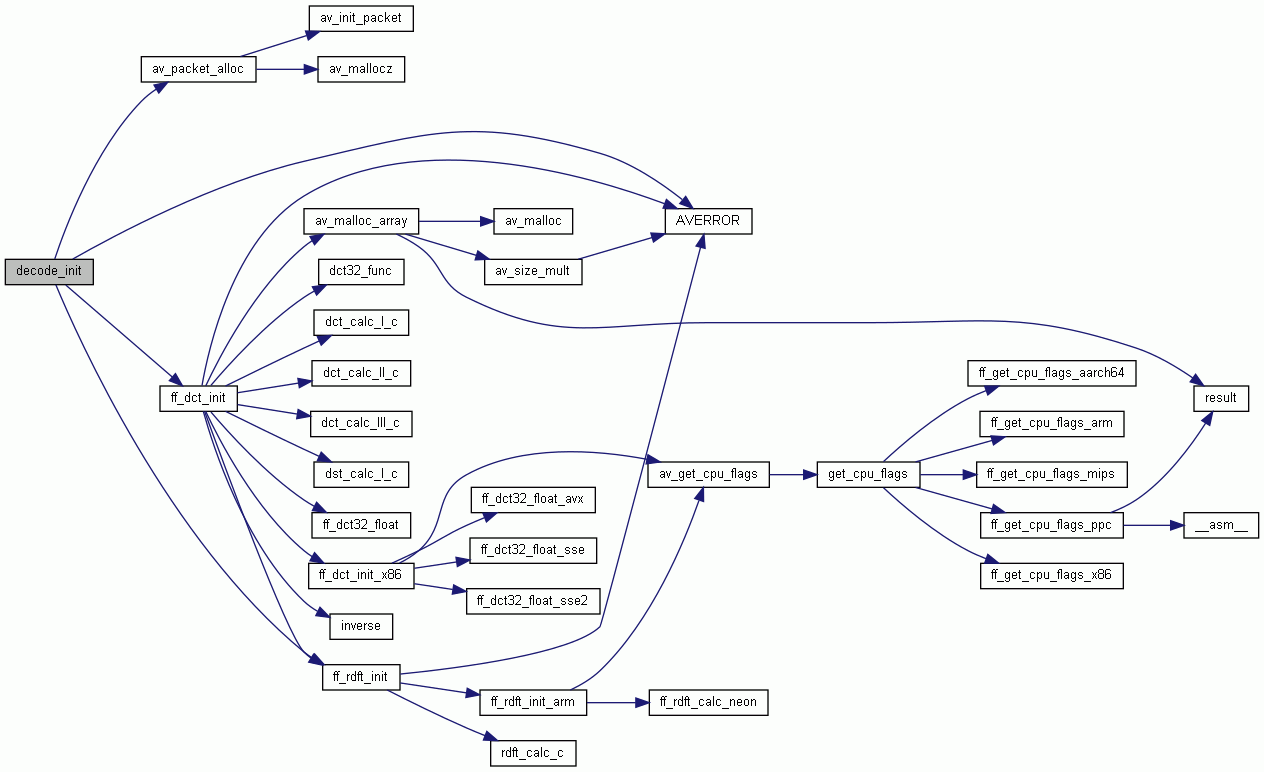 av_init_packet
av_packet_alloc
av_mallocz
av_malloc_array
av_malloc
AVERROR
decode_init
dct32_func
av_size_mult
dct_calc_I_c
dct_calc_II_c
ff_get_cpu_flags_aarch64
ff_dct_init
result
dct_calc_III_c
ff_get_cpu_flags_arm
dst_calc_I_c
av_get_cpu_flags
get_cpu_flags
ff_get_cpu_flags_mips
ff_dct32_float_avx
ff_dct32_float
ff_get_cpu_flags_ppc
__asm__
ff_dct32_float_sse
ff_dct_init_x86
ff_get_cpu_flags_x86
ff_dct32_float_sse2
inverse
ff_rdft_init
ff_rdft_init_arm
ff_rdft_calc_neon
rdft_calc_c